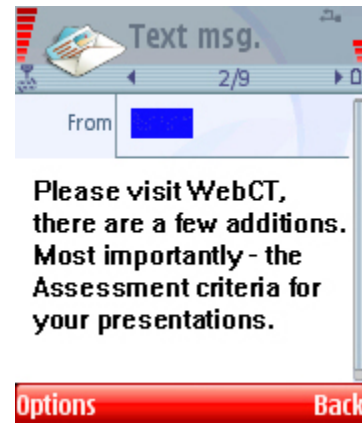 Text msg.
2/9
From
Please visit WebCT,
there are a few additions.
Most importantly - the
Assessment criteria for
your presentations.
Options Back